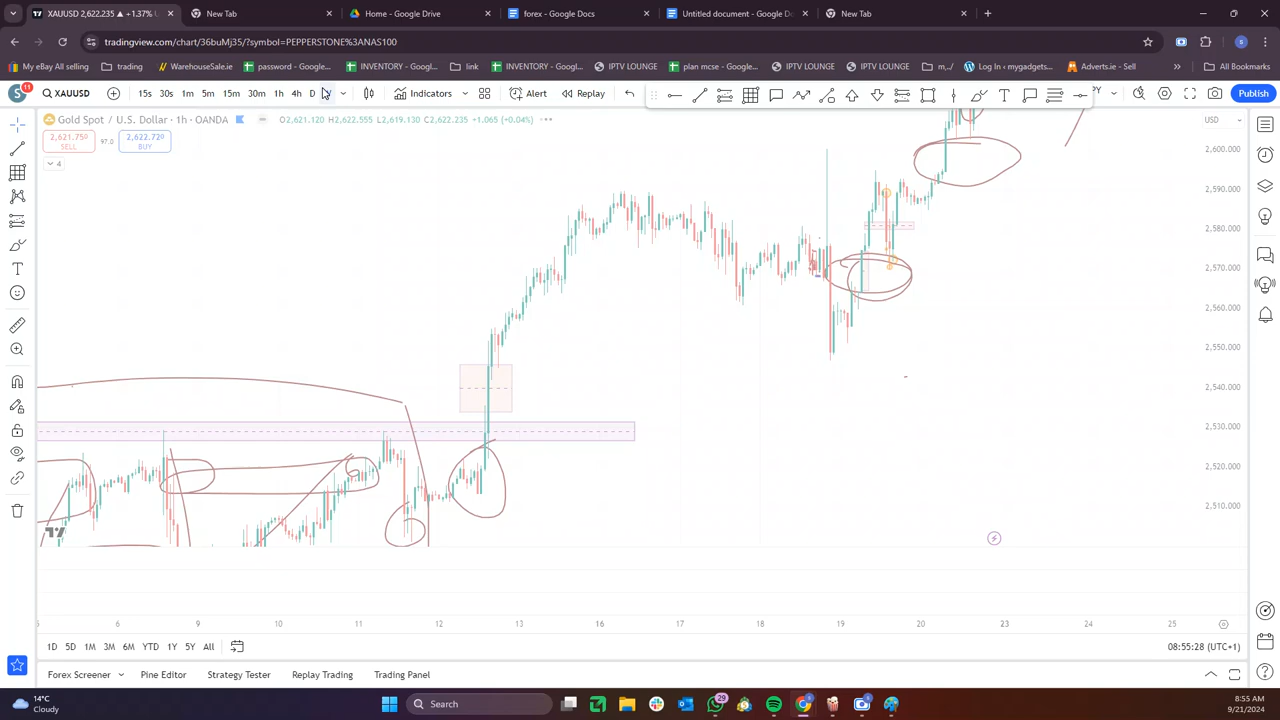 XAUUSD 2,622.235 ▲ +1.37%
New Tab
Home - Google Drive
forex - Google Docs
Untitled document - Google Do
New Tab
tradingview.com/chart/36buMj35/?symbol=PEPPERSTONE%3ANAS100
My eBay All selling
trading
WarehouseSale.ie
password - Google...
INVENTORY - Google...
link
INVENTORY - Google...
IPTV LOUNGE
plan mcse - Google...
IPTV LOUNGE
IPTV LOUNGE
m,../
Log In ‹ mygadgets...
Adverts.ie - Sell
All Bookmarks
S
11
XAUUSD
15s 30s 1m 5m 15m 30m 1h 4h D
Indicators
Alert
Replay
Publish
Gold Spot / U.S. Dollar · 1h · OANDA
O2,621.120 H2,622.555 L2,619.130 C2,622.235 +1.065 (+0.04%)
USD
2,621.750
SELL
97.0
2,622.720
BUY
4
2,600.000
2,590.000
2,580.000
2,570.000
2,560.000
2,550.000
2,540.000
2,530.000
2,520.000
2,510.000
6 10 11 12 13 16 17 18 19 20 23 24 25
1D 5D 1M 3M 6M YTD 1Y 5Y All
08:55:28 (UTC+1)
Forex Screener
Pine Editor
Strategy Tester
Replay Trading
Trading Panel
14°C
Cloudy
Search
29
8:55 AM
9/21/2024